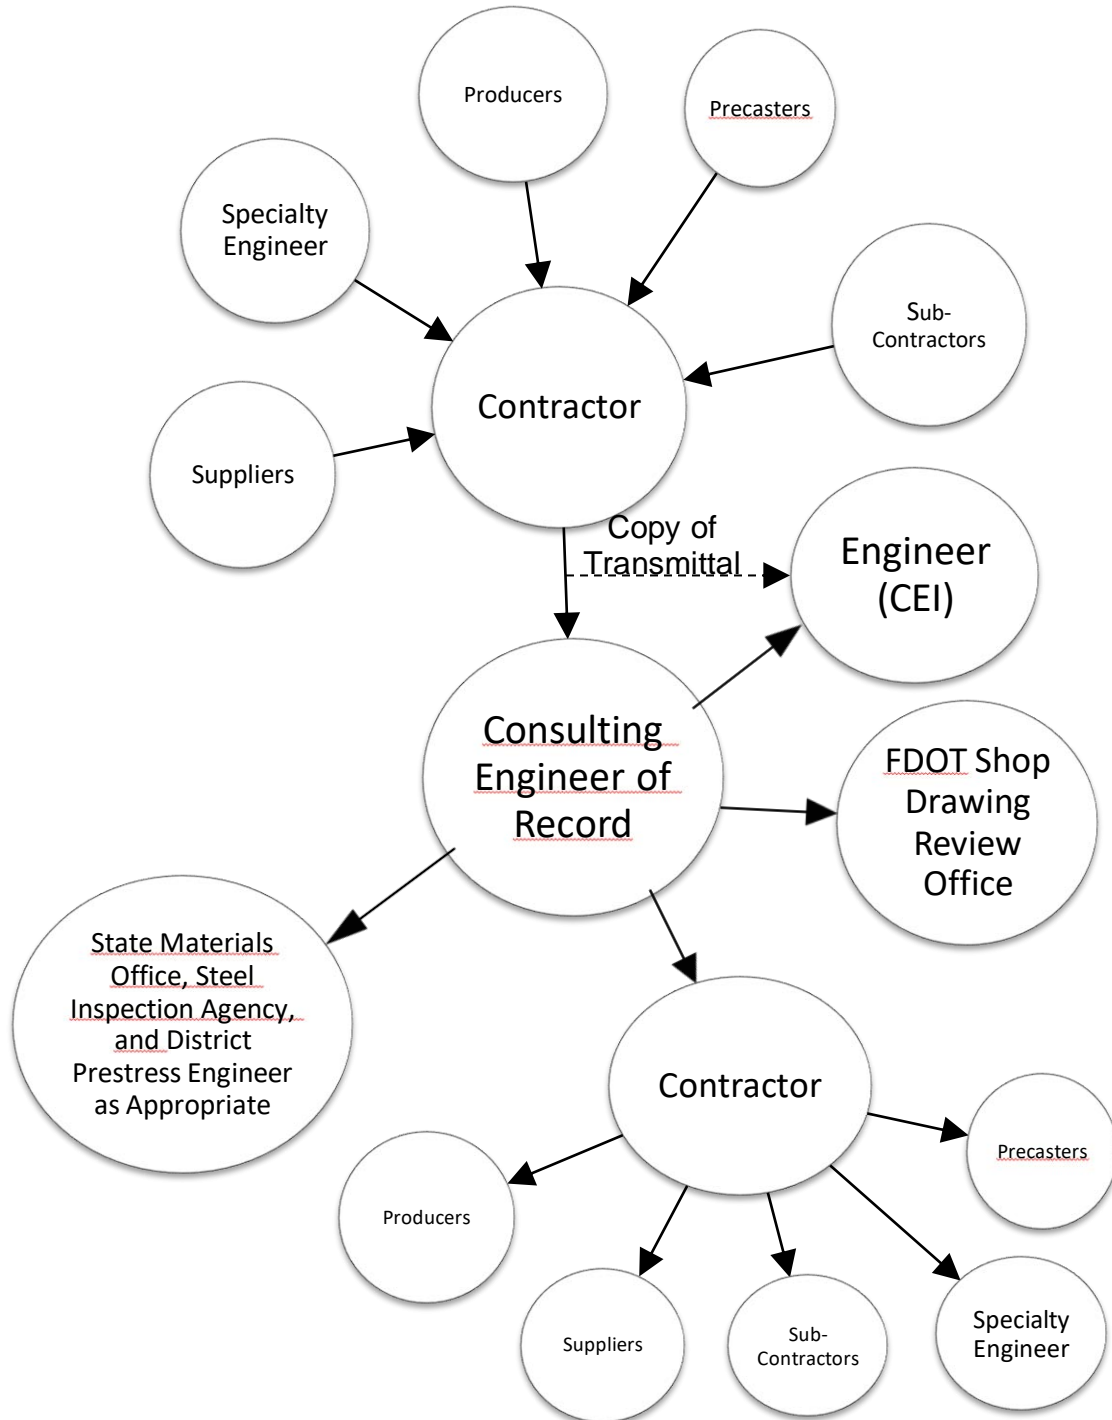 Producers
Precasters
Specialty
Engineer
Sub-
Contractors
Contractor
Suppliers
Copy of
Transmittal
Engineer
(CEI)
Consulting
Engineer of
Record
FDOT Shop
Drawing
Review
Office
State Materials
Office, Steel
Inspection Agency,
and District
Prestress Engineer
as Appropriate
Contractor
Precasters
Producers
Suppliers
Sub-
Contractors
Specialty
Engineer